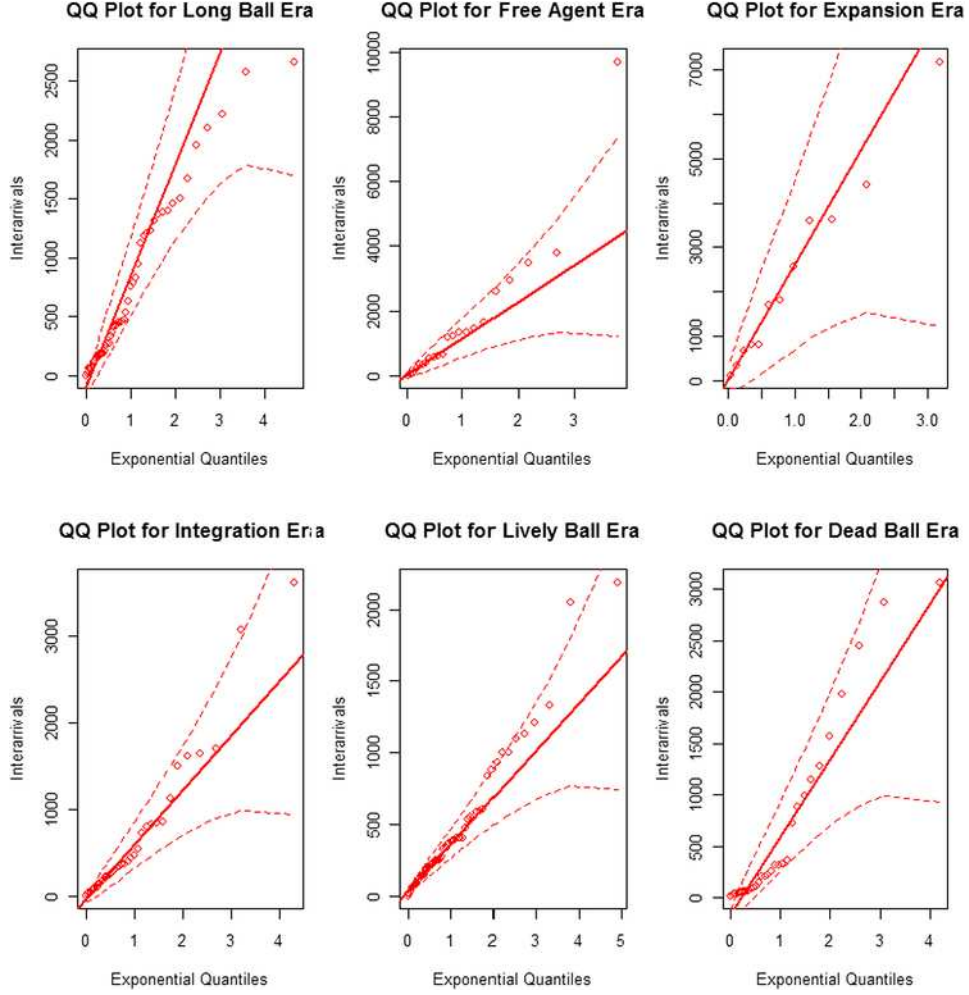 QQ Plot for Long Ball Era
Interarrivals
2500
2000
1500
1000
500
0
0 1 2 3 4
Exponential Quantiles
QQ Plot for Free Agent Era
Interarrivals
10000
8000
6000
4000
2000
0
0 1 2 3
Exponential Quantiles
QQ Plot for Expansion Era
Interarrivals
7000
5000
3000
1000
0
0.0 1.0 2.0 3.0
Exponential Quantiles
QQ Plot for Integration Era
Interarrivals
3000
2000
1000
0
0 1 2 3 4
Exponential Quantiles
QQ Plot for Lively Ball Era
Interarrivals
2000
1500
1000
500
0
0 1 2 3 4 5
Exponential Quantiles
QQ Plot for Dead Ball Era
Interarrivals
3000
2500
2000
1500
1000
500
0
0 1 2 3 4
Exponential Quantiles